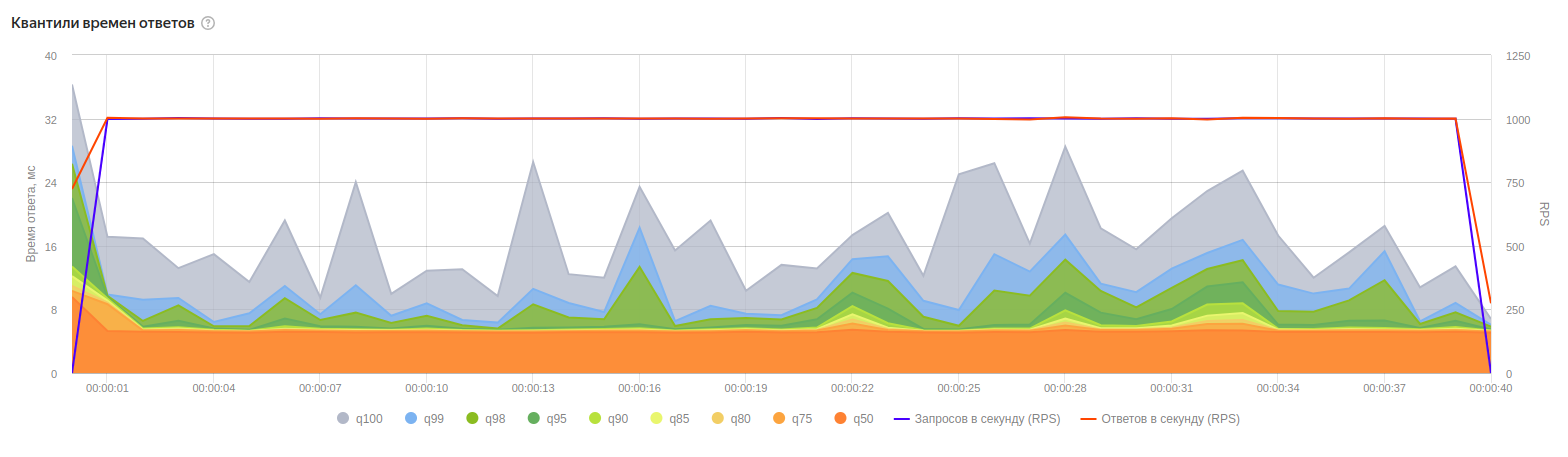 Квантили времен ответов ?
40 1250
32 1000
24 750
16 500
8 250
0 0
Время ответа, мс
RPS
00:00:01 00:00:04 00:00:07 00:00:10 00:00:13 00:00:16 00:00:19 00:00:22 00:00:25 00:00:28 00:00:31 00:00:34 00:00:37 00:00:40
q100 q99 q98 q95 q90 q85 q80 q75 q50 Запросов в секунду (RPS) Ответов в секунду (RPS)